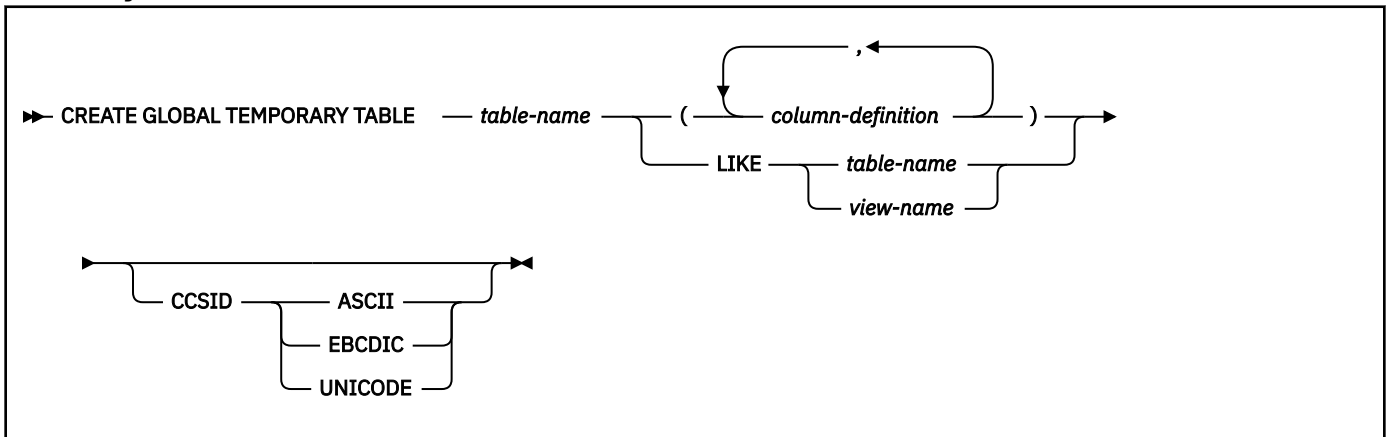 ,
CREATE GLOBAL TEMPORARY TABLE table-name ( column-definition )
LIKE table-name
view-name
CCSID ASCII
EBCDIC
UNICODE